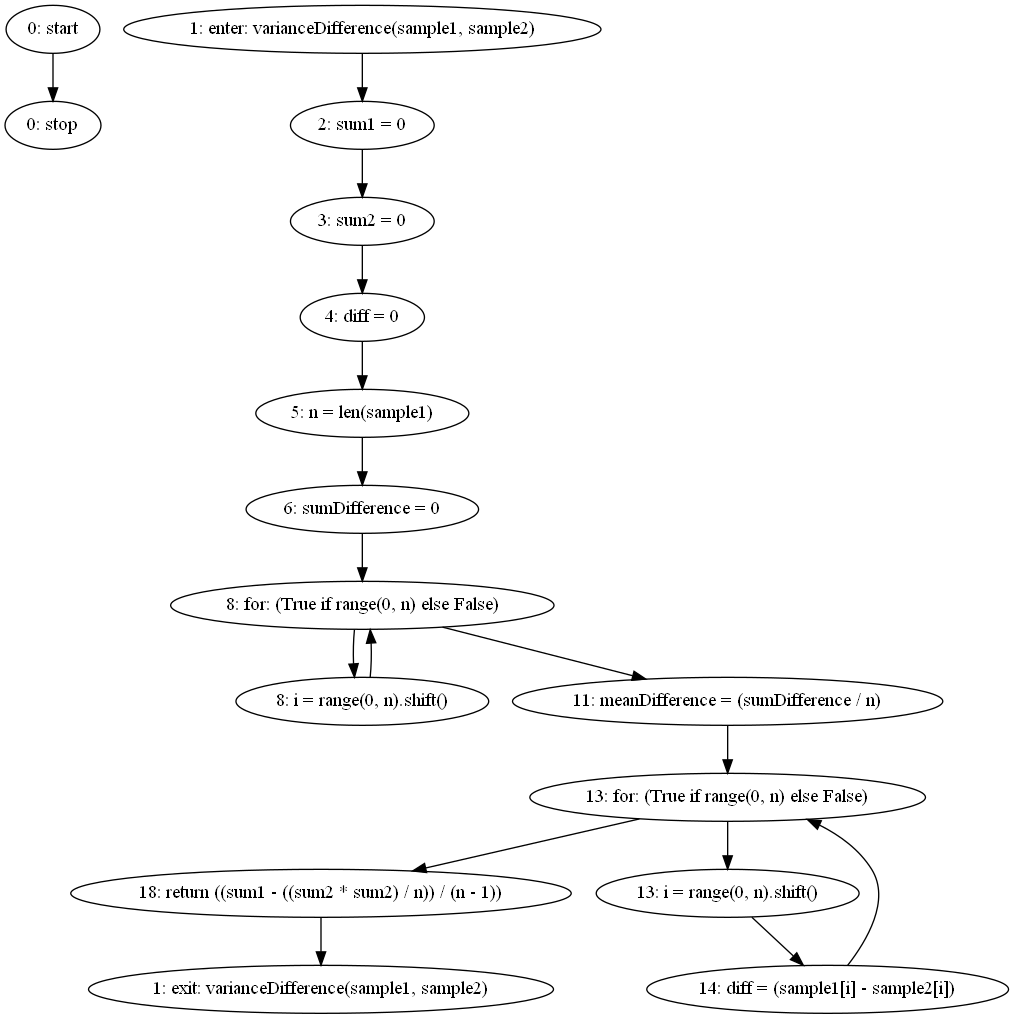 0: start
1: enter: varianceDifference(sample1, sample2)
0: stop
2: sum1 = 0
3: sum2 = 0
4: diff = 0
5: n = len(sample1)
6: sumDifference = 0
8: for: (True if range(0, n) else False)
8: i = range(0, n).shift()
11: meanDifference = (sumDifference / n)
13: for: (True if range(0, n) else False)
18: return ((sum1 - ((sum2 * sum2) / n)) / (n - 1))
13: i = range(0, n).shift()
1: exit: varianceDifference(sample1, sample2)
14: diff = (sample1[i] - sample2[i])